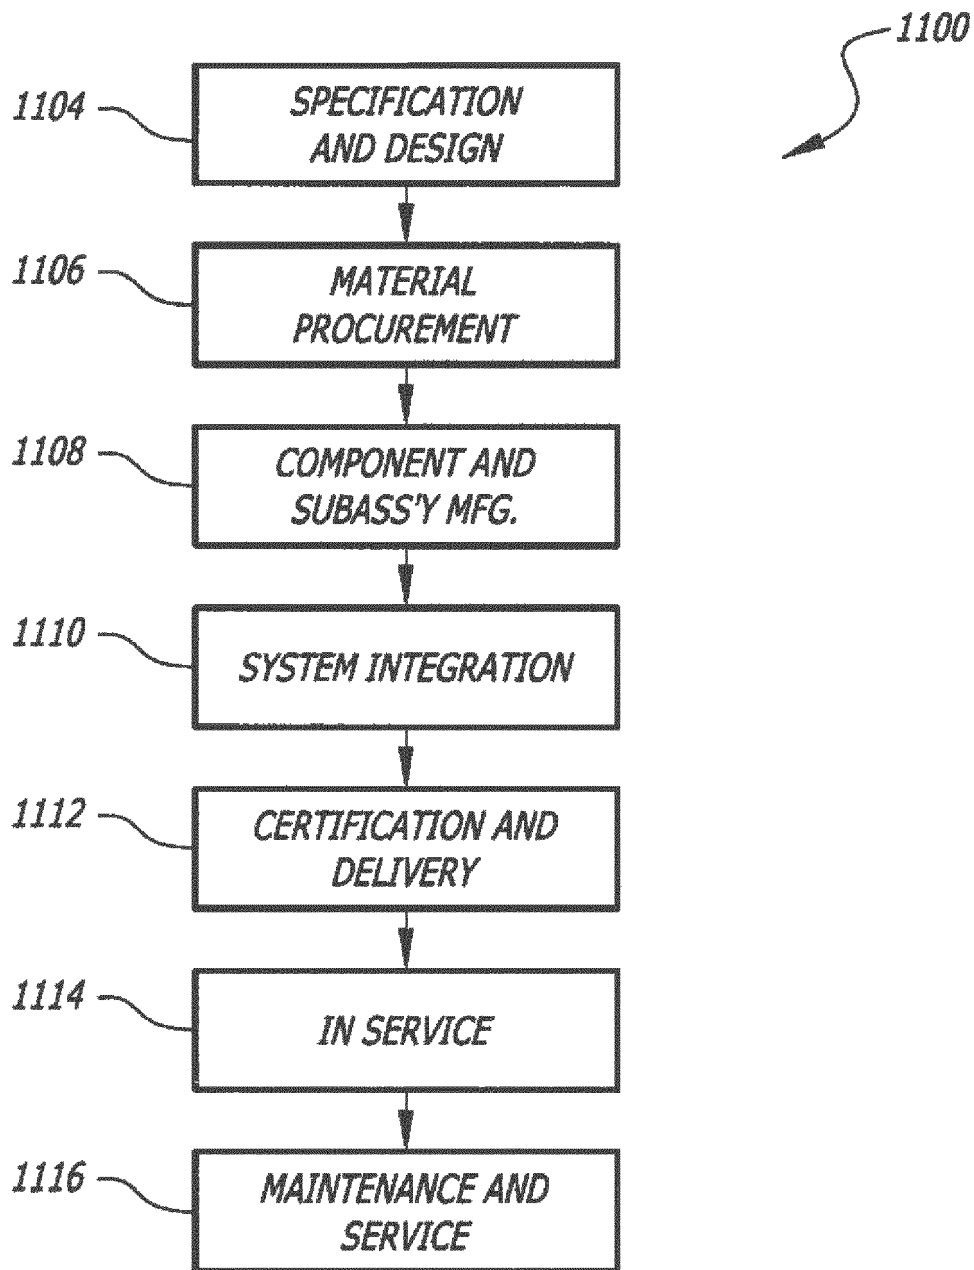 1100
1104
SPECIFICATION
AND DESIGN
1106
MATERIAL
PROCUREMENT
1108
COMPONENT AND
SUBASS'Y MFG.
1110
SYSTEM INTEGRATION
1112
CERTIFICATION AND
DELIVERY
1114
IN SERVICE
1116
MAINTENANCE AND
SERVICE